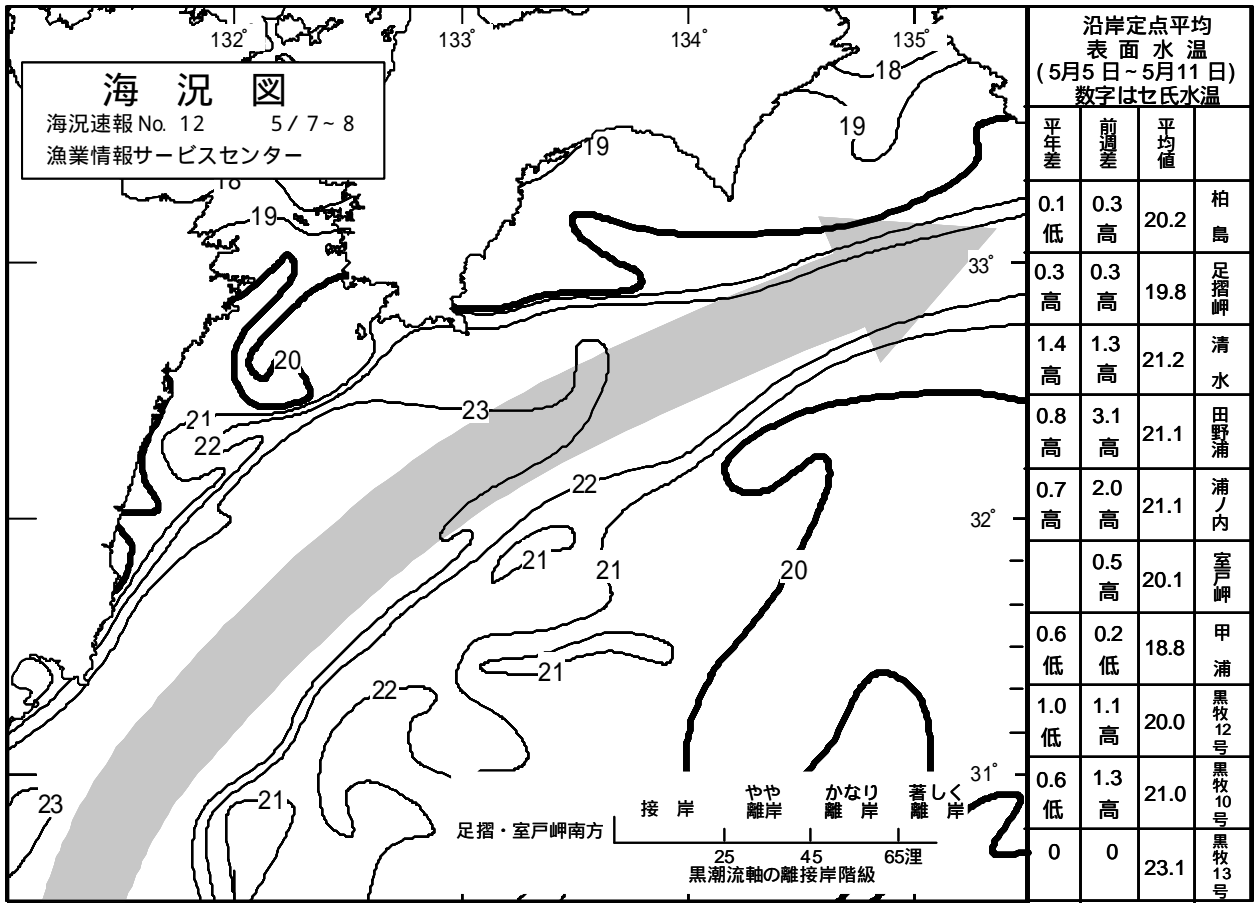 132°
133°
134°
135°
海 況 図
海況速報 No. 12 5/7~8
漁業情報サービスセンター
18
19
18
19
19
20
21
22
23
22
21
21
20
21
22
21
23
33°
32°
31°
接 岸
やや
離岸
かなり
離 岸
著しく
離 岸
足摺・室戸岬南方
25 45 65浬
黒潮流軸の離接岸階級
沿岸定点平均
表 面 水 温
(5月5日~5月11日)
数字はセ氏水温
平年差 前週差 平均値
0.1低 0.3高 20.2 柏島
0.3高 0.3高 19.8 足摺岬
1.4高 1.3高 21.2 清水
0.8高 3.1高 21.1 田野浦
0.7高 2.0高 21.1 浦ノ内
0.5高 20.1 室戸岬
0.6低 0.2低 18.8 甲浦
1.0低 1.1高 20.0 黒牧12号
0.6低 1.3高 21.0 黒牧10号
0 0 23.1 黒牧13号